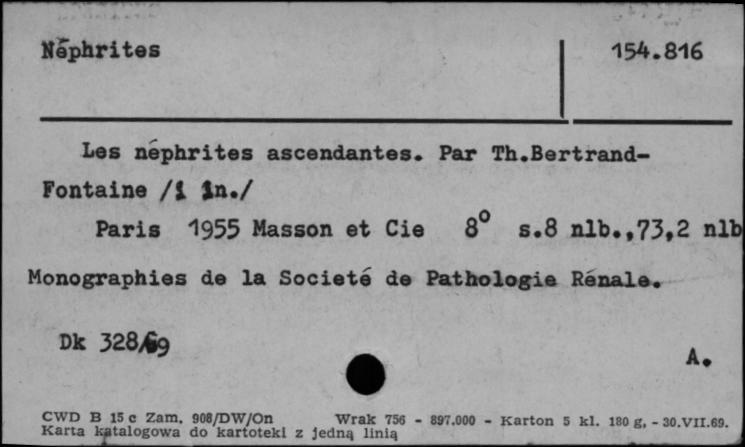 Néphrites 154.816
Les néphrites ascendantes. Par Th.Bertrand-
Fontaine /i in./
Paris 1955 Masson et Cie 8° s.8 nlb.,73,2 nlb
Monographies de la Societé de Pathologie Rénale.
Dk 328/69
A.
CWD B 15 c Zam. 908/DW/On Wrak 756 - 897.000 - Karton 5 kl. 180 g. - 30.VII.69.
Karta katalogowa do kartoteki z jedną linią